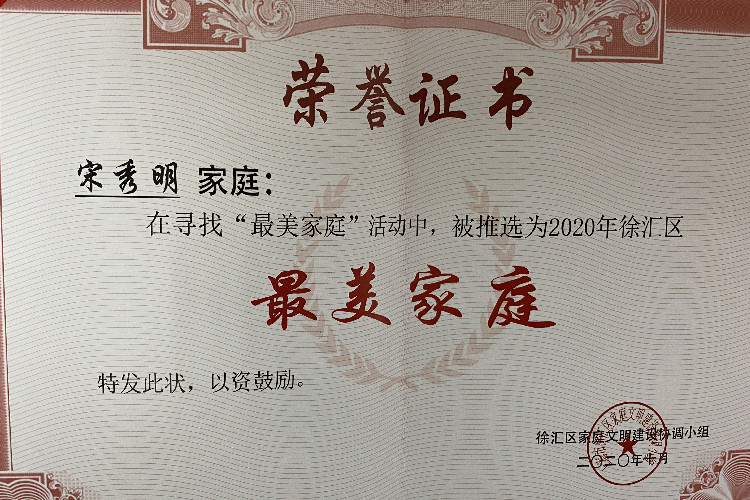 荣誉证书
宋秀明 家庭：
在寻找“最美家庭”活动中，被推选为2020年徐汇区
最美家庭
特发此状，以资鼓励。
徐汇区家庭文明建设协调小组
二〇二〇年七月